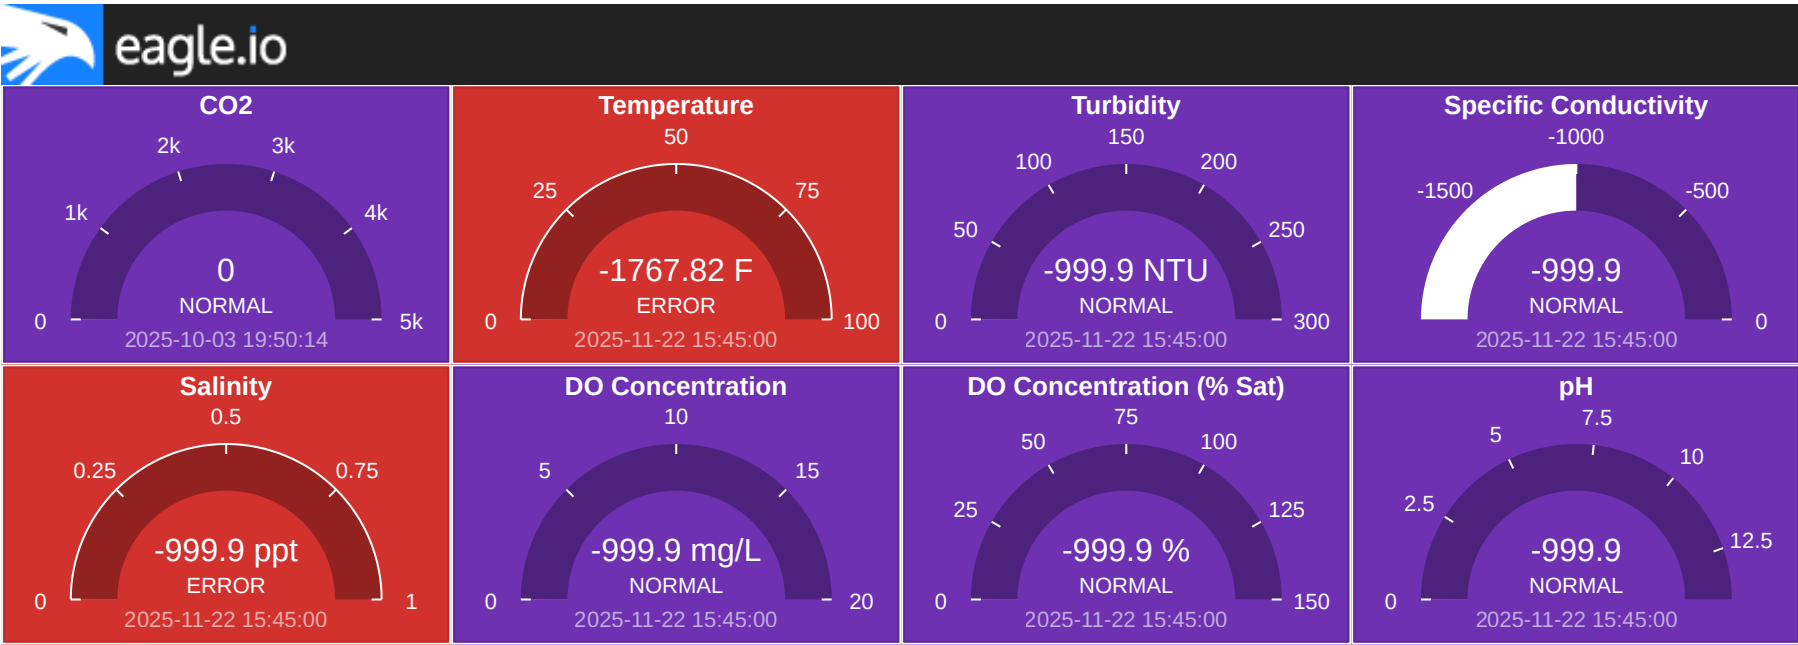 eagle.io
CO2
2k
3k
1k
4k
0
NORMAL
0
5k
2025-10-03 19:50:14
Temperature
50
25
75
-1767.82 F
ERROR
0
100
2025-11-22 15:45:00
Turbidity
150
100
200
50
250
-999.9 NTU
NORMAL
0
300
2025-11-22 15:45:00
Specific Conductivity
-1000
-1500
-500
-999.9
NORMAL
0
2025-11-22 15:45:00
Salinity
0.5
0.25
0.75
-999.9 ppt
ERROR
0
1
2025-11-22 15:45:00
DO Concentration
10
5
15
-999.9 mg/L
NORMAL
0
20
2025-11-22 15:45:00
DO Concentration (% Sat)
75
50
100
25
125
-999.9 %
NORMAL
0
150
2025-11-22 15:45:00
pH
7.5
5
10
2.5
12.5
-999.9
NORMAL
0
2025-11-22 15:45:00